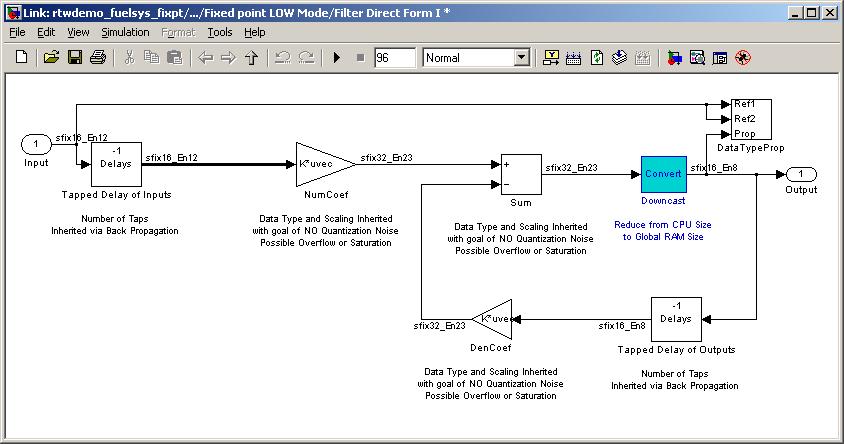 Link: rtwdemo_fuelsys_fixpt/.../Fixed point LOW Mode/Filter Direct Form I *
File Edit View Simulation Format Tools Help
96 Normal
Ref1
Ref2
Prop
DataTypeProp
1
Input
sfix16_En12
-1
Delays
Tapped Delay of Inputs
Number of Taps
Inherited via Back Propagation
sfix16_En12
K*uvec
NumCoef
Data Type and Scaling Inherited
with goal of NO Quantization Noise
Possible Overflow or Saturation
sfix32_En23
+
−
Sum
Data Type and Scaling Inherited
with goal of NO Quantization Noise
Possible Overflow or Saturation
sfix32_En23
Convert
Downcast
Reduce from CPU Size
to Global RAM Size
sfix16_En8
1
Output
sfix32_En23
K*uve
DenCoef
Data Type and Scaling Inherited
with goal of NO Quantization Noise
Possible Overflow or Saturation
sfix16_En8
-1
Delays
Tapped Delay of Outputs
Number of Taps
Inherited via Back Propagation